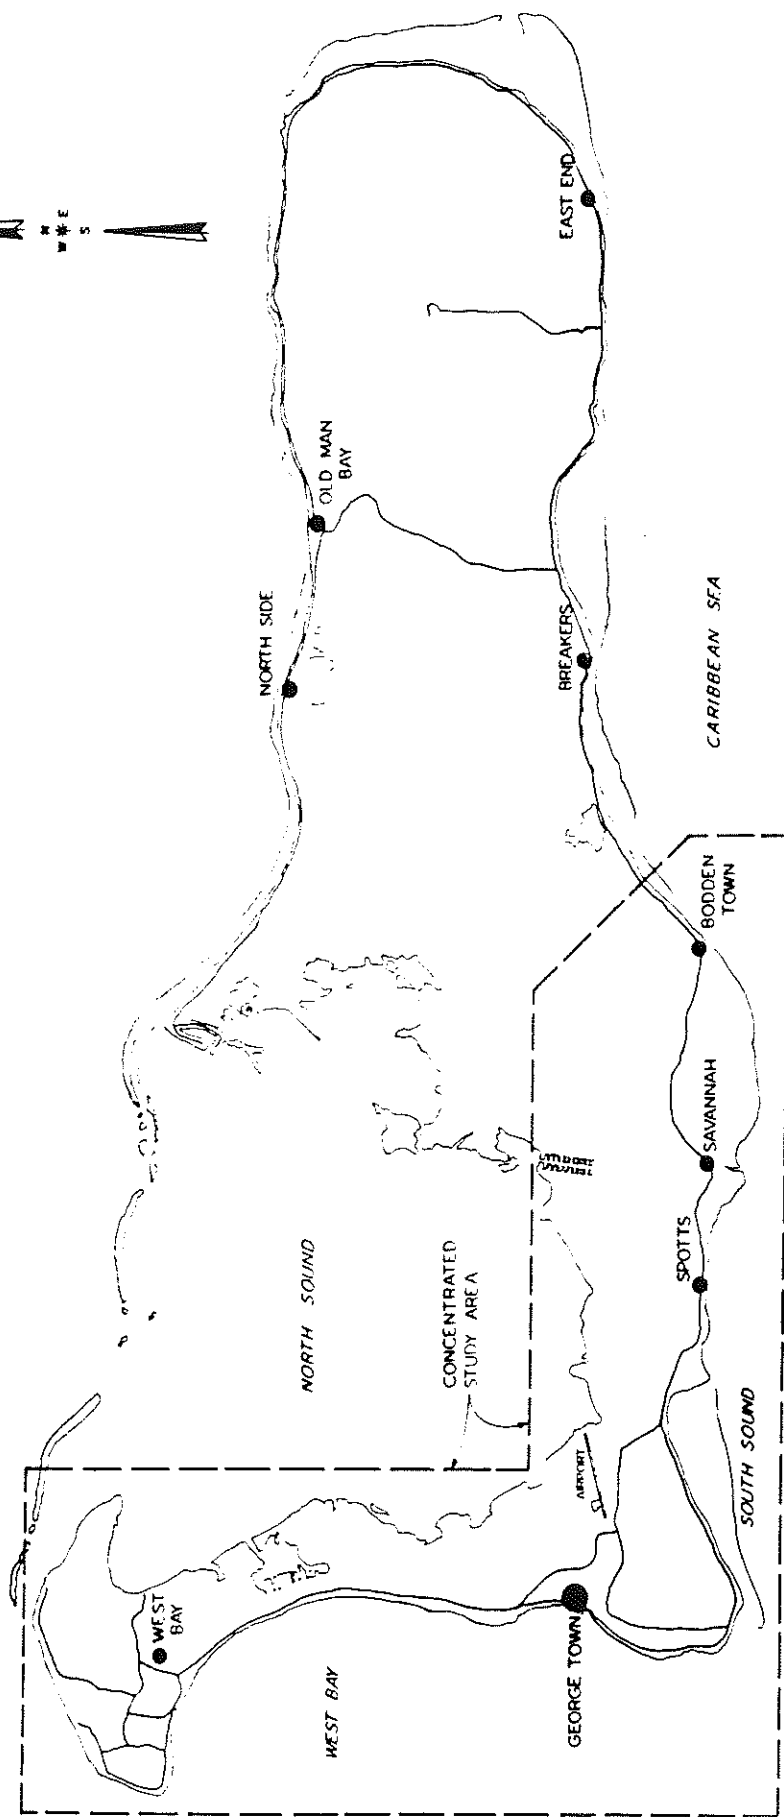 N
W E
S
OLD MAN
BAY
NORTH SIDE
EAST END
BREAKERS
CARIBBEAN SEA
BODDEN
TOWN
SAVANNAH
SPOTTS
NORTH SOUND
CONCENTRATED
STUDY AREA
AIRPORT
SOUTH SOUND
WEST
BAY
WEST BAY
GEORGE TOWN